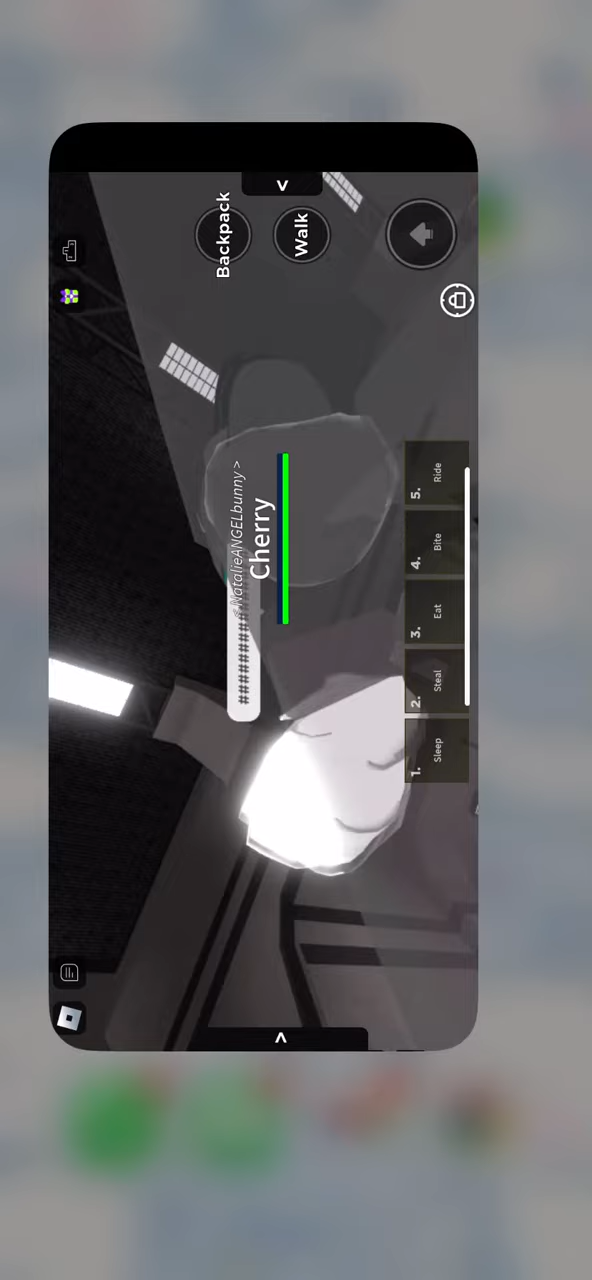 Backpack
Walk
< NatalieANGELbunny >
Cherry
##########
1.
Sleep
2.
Steal
3.
Eat
4.
Bite
5.
Ride